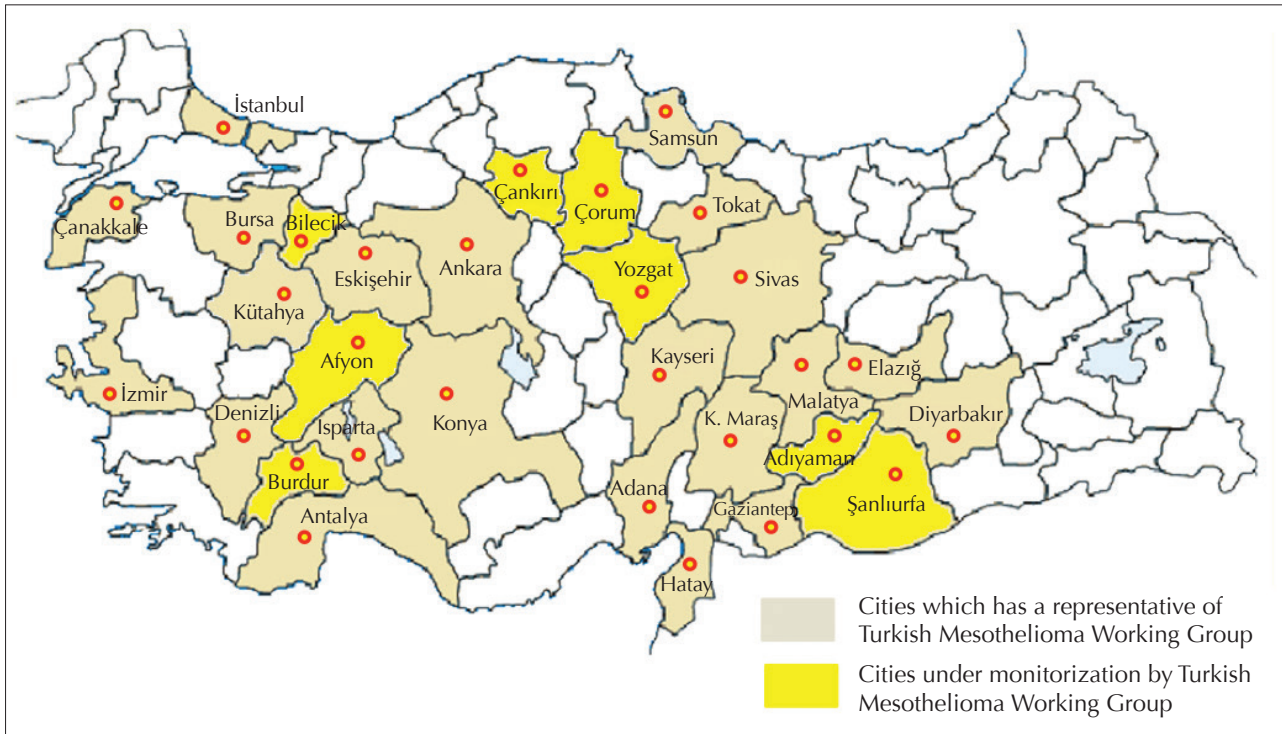 İstanbul
Samsun
Çankırı
Çorum
Tokat
Çanakkale
Bursa
Bilecik
Eskişehir
Ankara
Yozgat
Sivas
Kütahya
Afyon
Kayseri
Elazığ
İzmir
Denizli
Isparta
Konya
K. Maraş
Malatya
Diyarbakır
Burdur
Adıyaman
Antalya
Adana
Gaziantep
Şanlıurfa
Hatay
Cities which has a representative of
Turkish Mesothelioma Working Group
Cities under monitorization by Turkish
Mesothelioma Working Group